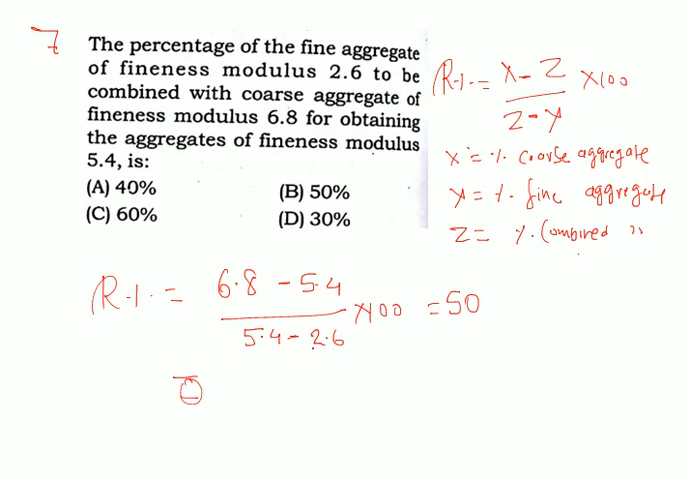 7
The percentage of the fine aggregate
of fineness modulus 2.6 to be
combined with coarse aggregate of
fineness modulus 6.8 for obtaining
the aggregates of fineness modulus
5.4, is:
(A) 40% (B) 50%
(C) 60% (D) 30%
R.1. = X - Z / Z - Y × 100
X = %. Coarse aggregate
Y = %. fine aggregate
Z = %. Combined "
R.1. = 6.8 - 5.4 / 5.4 - 2.6 × 100 = 50